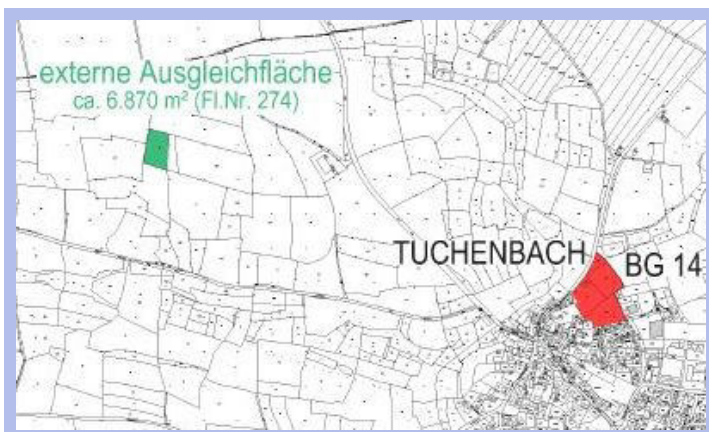 externe Ausgleichfläche
ca. 6.870 m² (Fl.Nr. 274)
TUCHENBACH
BG 14